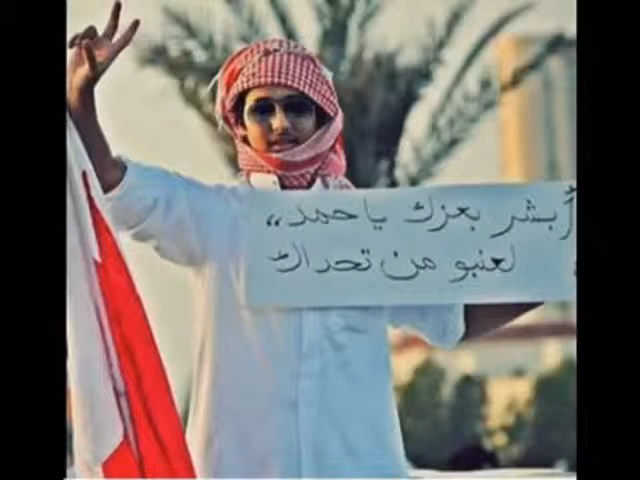 أبشر بعزك يا حمد ,,
لعنبو من تحداك